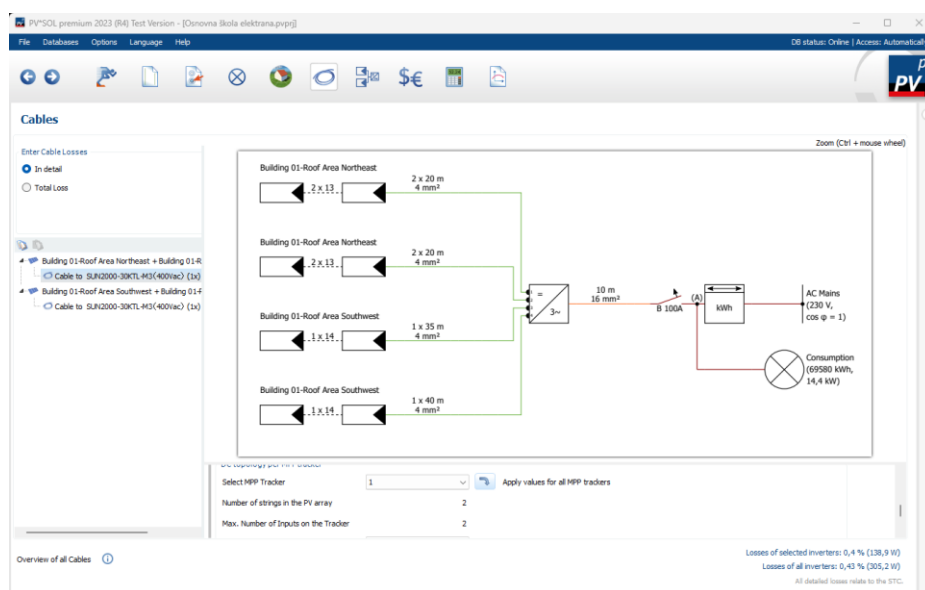 PV*SOL premium 2023 (R4) Test Version - [Osnovna škola elektrana.pvprj]
File Databases Options Language Help
DB status: Online | Access: Automatically
$€
PV
Cables
Zoom (Ctrl + mouse wheel)
Enter Cable Losses
In detail
Total Loss
Building 01-Roof Area Northeast + Building 01-R
Cable to SUN2000-30KTL-M3(400Vac) (1x)
Building 01-Roof Area Southwest + Building 01-F
Cable to SUN2000-30KTL-M3(400Vac) (1x)
Building 01-Roof Area Northeast
2 x 13
2 x 20 m
4 mm²
Building 01-Roof Area Northeast
2 x 13
2 x 20 m
4 mm²
Building 01-Roof Area Southwest
1 x 14
1 x 35 m
4 mm²
Building 01-Roof Area Southwest
1 x 14
1 x 40 m
4 mm²
=
3~
10 m
16 mm²
B 100A
(A)
kWh
AC Mains
(230 V,
cos φ = 1)
Consumption
(69580 kWh,
14,4 kW)
DC topology per MPP tracker
Select MPP Tracker 1 Apply values for all MPP trackers
Number of strings in the PV array 2
Max. Number of Inputs on the Tracker 2
Overview of all Cables
Losses of selected inverters: 0,4 % (138,9 W)
Losses of all inverters: 0,43 % (305,2 W)
All detailed losses relate to the STC.